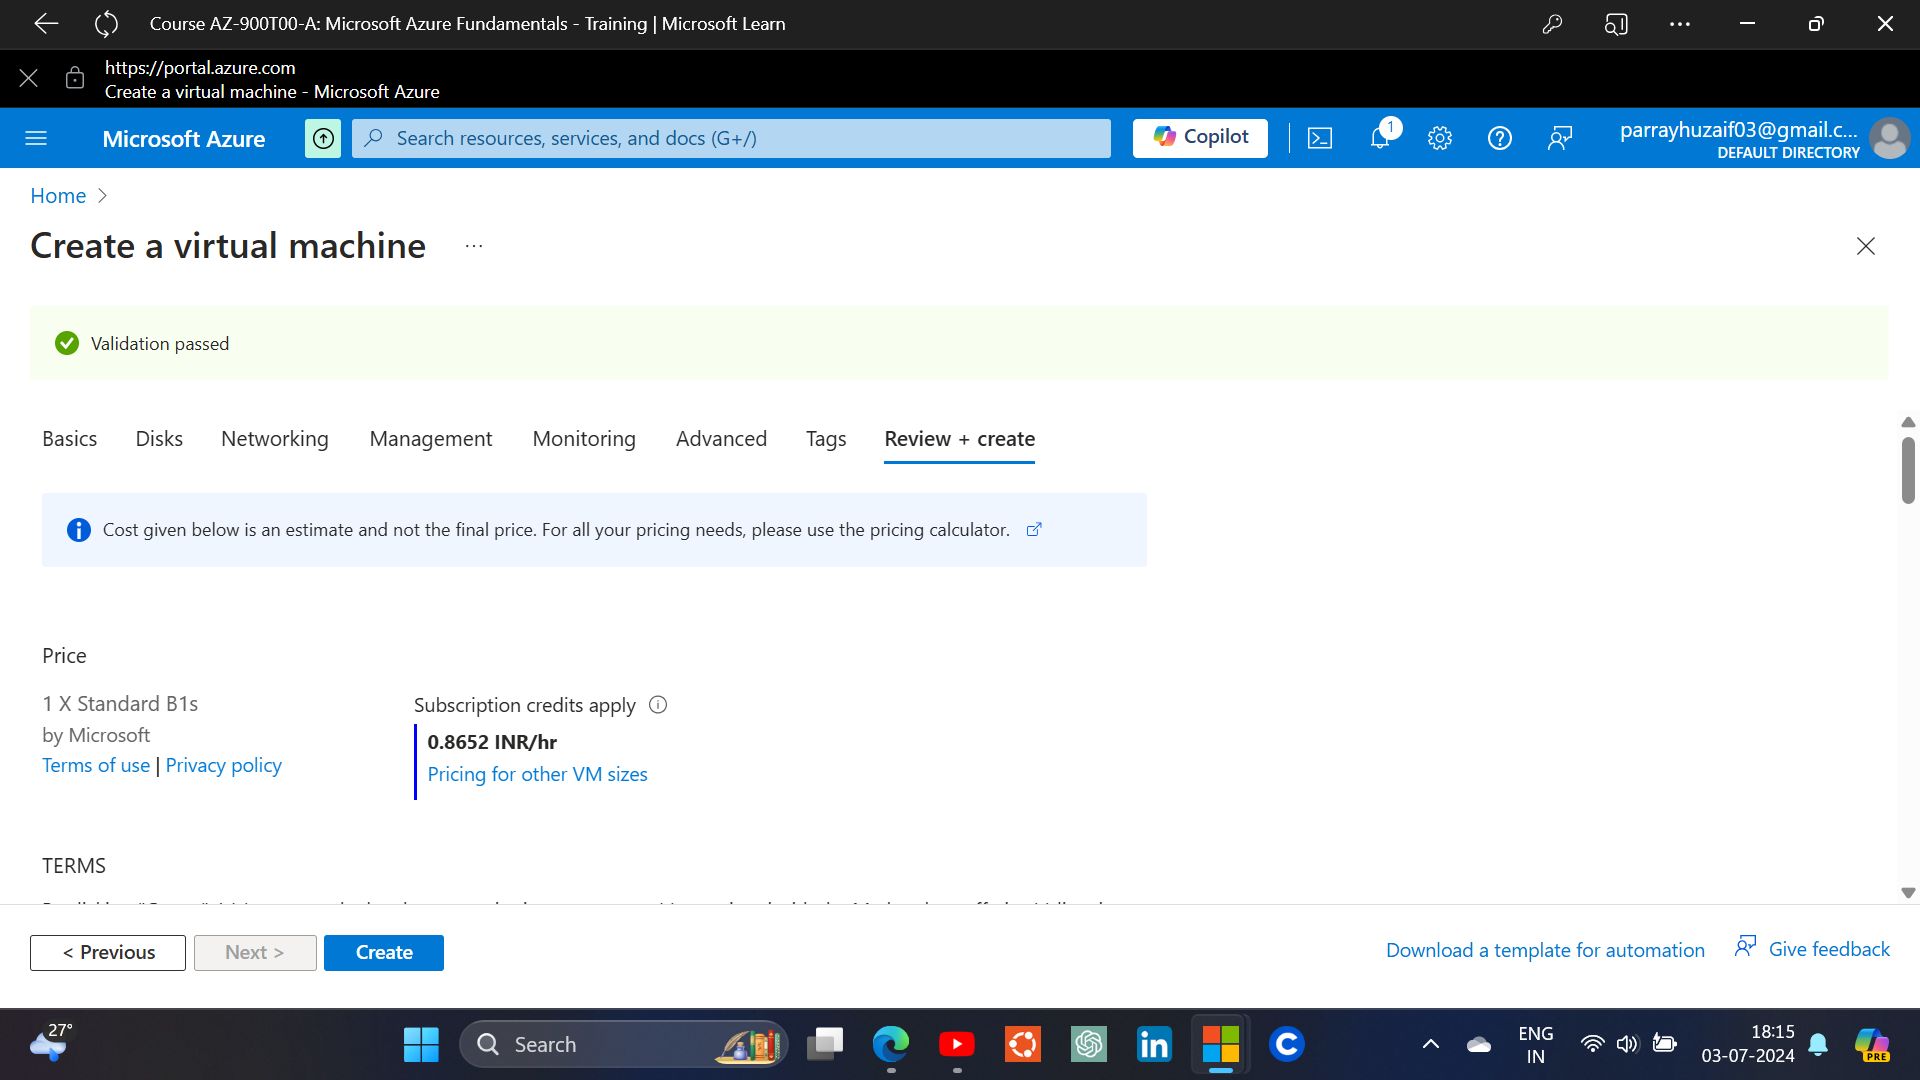 Course AZ-900T00-A: Microsoft Azure Fundamentals - Training | Microsoft Learn
https://portal.azure.com
Create a virtual machine - Microsoft Azure
Microsoft Azure
Search resources, services, and docs (G+/)
Copilot
1
parrayhuzaif03@gmail.c...
DEFAULT DIRECTORY
Home
Create a virtual machine
Validation passed
Basics Disks Networking Management Monitoring Advanced Tags Review + create
Cost given below is an estimate and not the final price. For all your pricing needs, please use the pricing calculator.
Price
1 X Standard B1s
by Microsoft
Terms of use | Privacy policy
Subscription credits apply
0.8652 INR/hr
Pricing for other VM sizes
TERMS
< Previous Next > Create
Download a template for automation Give feedback
27°
Search
ENG
IN
18:15
03-07-2024
PRE